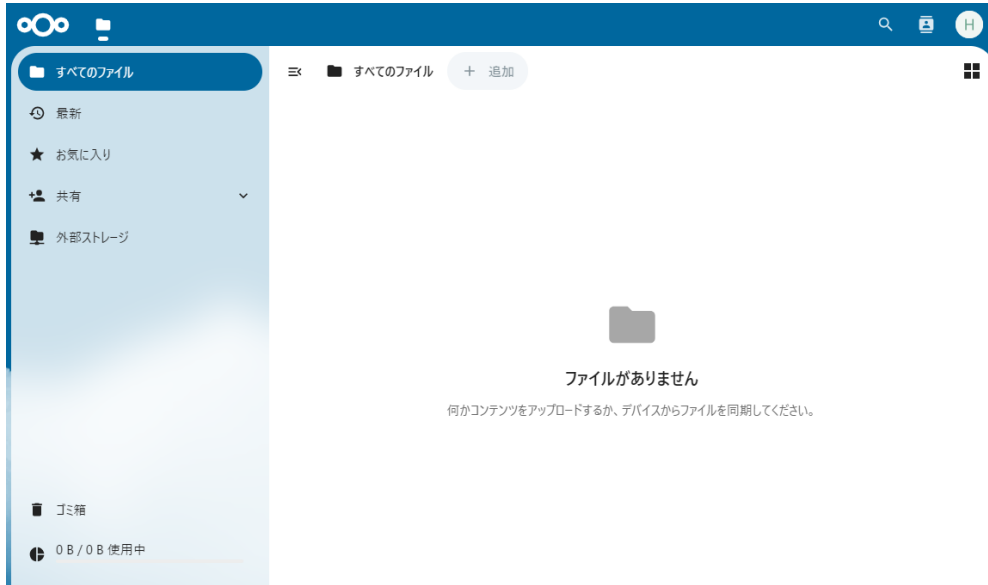 H
すべてのファイル
最新
お気に入り
共有
外部ストレージ
ゴミ箱
0 B / 0 B 使用中
すべてのファイル
+ 追加
ファイルがありません
何かコンテンツをアップロードするか、デバイスからファイルを同期してください。